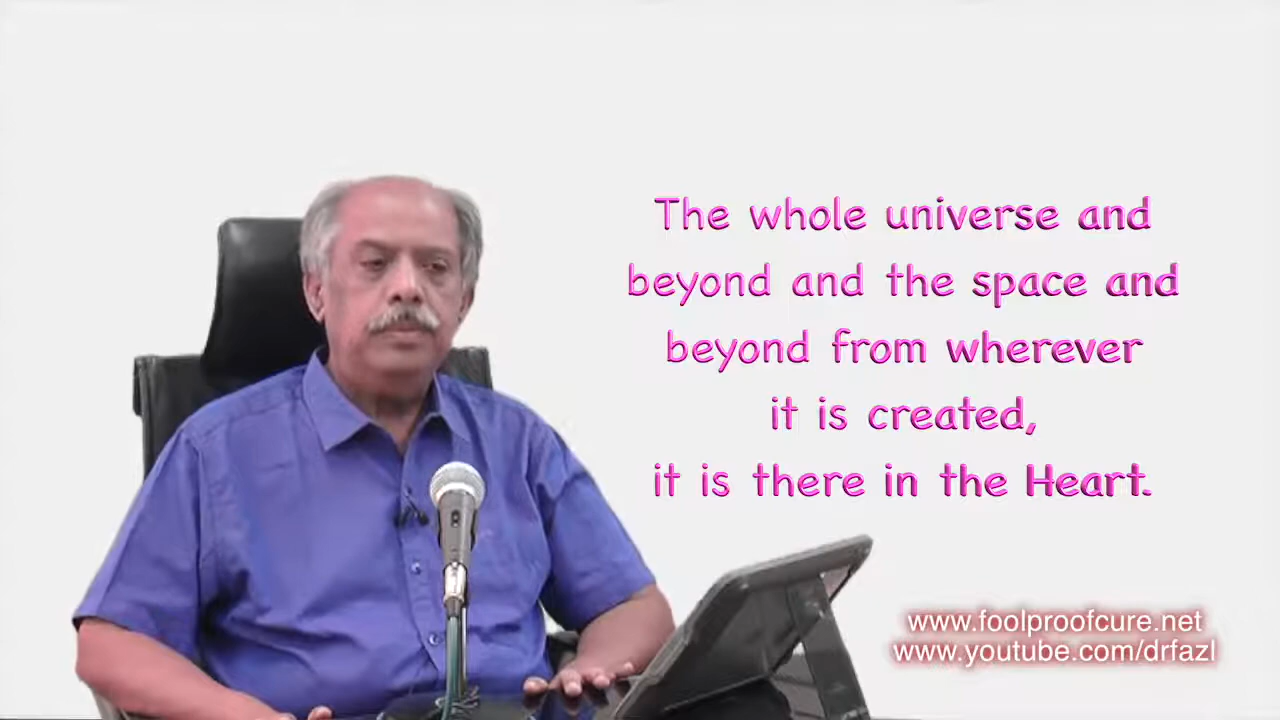 The whole universe and
beyond and the space and
beyond from wherever
it is created,
it is there in the Heart.
www.foolproofcure.net
www.youtube.com/drfazl